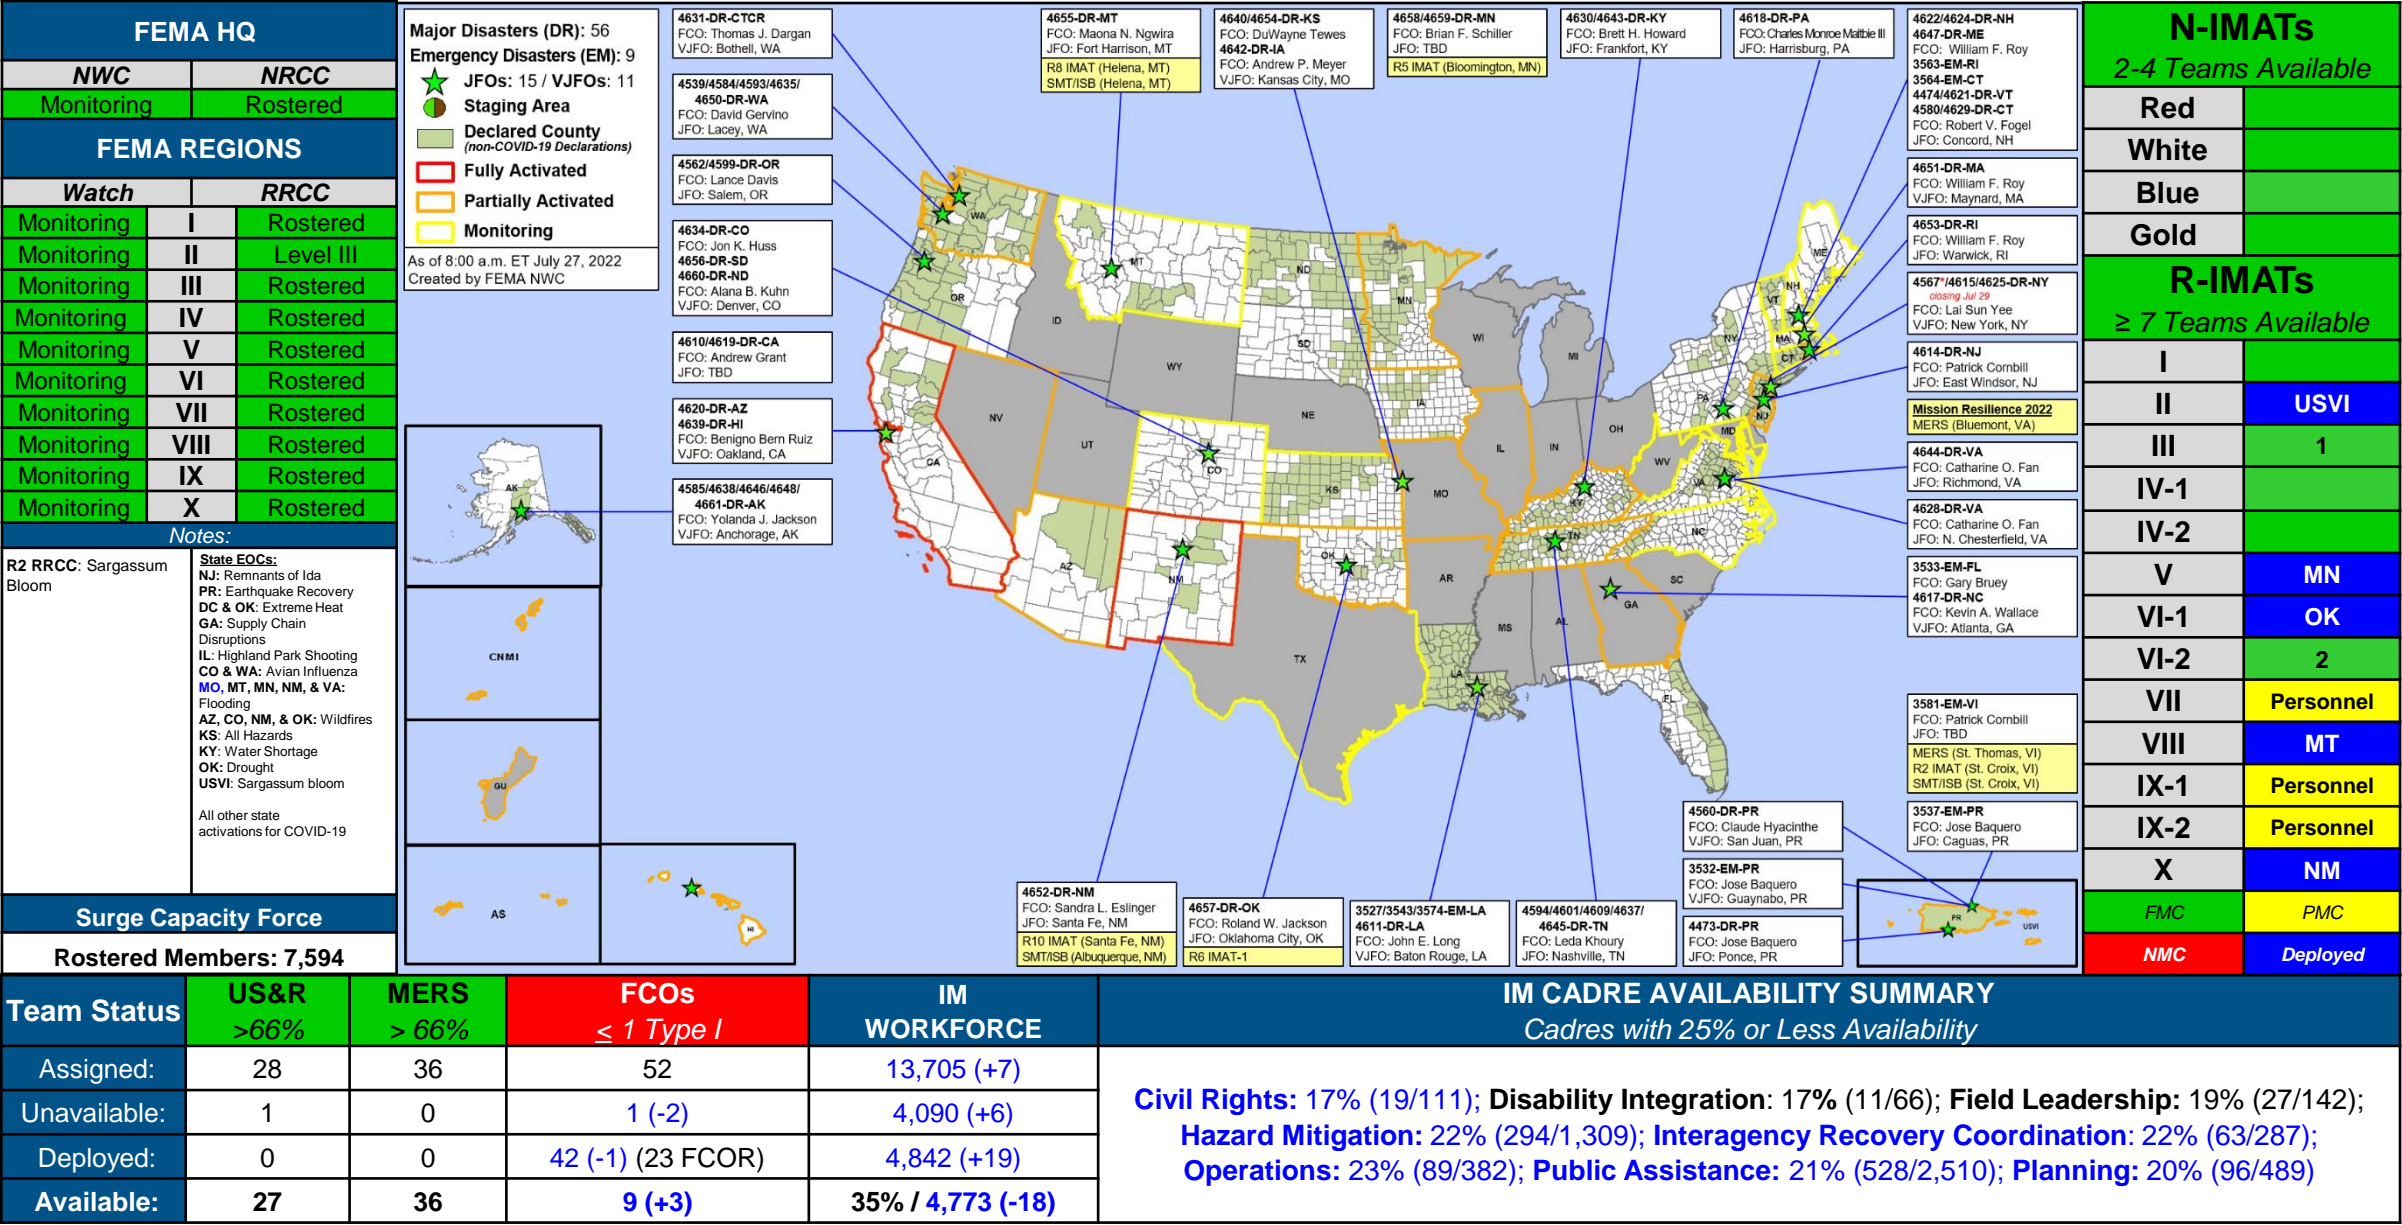 FEMA HQ
NWC NRCC
Monitoring Rostered
FEMA REGIONS
Watch RRCC
Monitoring I Rostered
Monitoring II Level III
Monitoring III Rostered
Monitoring IV Rostered
Monitoring V Rostered
Monitoring VI Rostered
Monitoring VII Rostered
Monitoring VIII Rostered
Monitoring IX Rostered
Monitoring X Rostered
Notes:
R2 RRCC: Sargassum
Bloom
State EOCs:
NJ: Remnants of Ida
PR: Earthquake Recovery
DC & OK: Extreme Heat
GA: Supply Chain
Disruptions
IL: Highland Park Shooting
CO & WA: Avian Influenza
MO, MT, MN, NM, & VA:
Flooding
AZ, CO, NM, & OK: Wildfires
KS: All Hazards
KY: Water Shortage
OK: Drought
USVI: Sargassum bloom
All other state
activations for COVID-19
Surge Capacity Force
Rostered Members: 7,594
Major Disasters (DR): 56
Emergency Disasters (EM): 9
JFOs: 15 / VJFOs: 11
Staging Area
Declared County
(non-COVID-19 Declarations)
Fully Activated
Partially Activated
Monitoring
As of 8:00 a.m. ET July 27, 2022
Created by FEMA NWC
4631-DR-CTCR
FCO: Thomas J. Dargan
VJFO: Bothell, WA
4539/4584/4593/4635/
4650-DR-WA
FCO: David Gervino
JFO: Lacey, WA
4562/4599-DR-OR
FCO: Lance Davis
JFO: Salem, OR
4634-DR-CO
FCO: Jon K. Huss
4656-DR-SD
4660-DR-ND
FCO: Alana B. Kuhn
VJFO: Denver, CO
4610/4619-DR-CA
FCO: Andrew Grant
JFO: TBD
4620-DR-AZ
4639-DR-HI
FCO: Benigno Bern Ruiz
VJFO: Oakland, CA
4585/4638/4646/4648/
4661-DR-AK
FCO: Yolanda J. Jackson
VJFO: Anchorage, AK
4655-DR-MT
FCO: Maona N. Ngwira
JFO: Fort Harrison, MT
R8 IMAT (Helena, MT)
SMT/ISB (Helena, MT)
4640/4654-DR-KS
FCO: DuWayne Tewes
4642-DR-IA
FCO: Andrew P. Meyer
VJFO: Kansas City, MO
4658/4659-DR-MN
FCO: Brian F. Schiller
JFO: TBD
R5 IMAT (Bloomington, MN)
4630/4643-DR-KY
FCO: Brett H. Howard
JFO: Frankfort, KY
4618-DR-PA
FCO: Charles Monroe Maltbie III
JFO: Harrisburg, PA
4622/4624-DR-NH
4647-DR-ME
FCO: William F. Roy
3563-EM-RI
3564-EM-CT
4474/4621-DR-VT
4580/4629-DR-CT
FCO: Robert V. Fogel
JFO: Concord, NH
4651-DR-MA
FCO: William F. Roy
VJFO: Maynard, MA
4653-DR-RI
FCO: William F. Roy
JFO: Warwick, RI
4567*/4615/4625-DR-NY
closing Jul 29
FCO: Lai Sun Yee
VJFO: New York, NY
4614-DR-NJ
FCO: Patrick Cornbill
JFO: East Windsor, NJ
Mission Resilience 2022
MERS (Bluemont, VA)
4644-DR-VA
FCO: Catharine O. Fan
JFO: Richmond, VA
4628-DR-VA
FCO: Catharine O. Fan
JFO: N. Chesterfield, VA
3533-EM-FL
FCO: Gary Bruey
4617-DR-NC
FCO: Kevin A. Wallace
VJFO: Atlanta, GA
3581-EM-VI
FCO: Patrick Cornbill
JFO: TBD
MERS (St. Thomas, VI)
R2 IMAT (St. Croix, VI)
SMT/ISB (St. Croix, VI)
4560-DR-PR
FCO: Claude Hyacinthe
VJFO: San Juan, PR
3537-EM-PR
FCO: Jose Baquero
JFO: Caguas, PR
3532-EM-PR
FCO: Jose Baquero
VJFO: Guaynabo, PR
4473-DR-PR
FCO: Jose Baquero
JFO: Ponce, PR
4652-DR-NM
FCO: Sandra L. Eslinger
JFO: Santa Fe, NM
R10 IMAT (Santa Fe, NM)
SMT/ISB (Albuquerque, NM)
4657-DR-OK
FCO: Roland W. Jackson
JFO: Oklahoma City, OK
R6 IMAT-1
3527/3543/3574-EM-LA
4611-DR-LA
FCO: John E. Long
VJFO: Baton Rouge, LA
4594/4601/4609/4637/
4645-DR-TN
FCO: Leda Khoury
JFO: Nashville, TN
WA
MT
ND
MN
ME
OR
ID
SD
WI
MI
NY
VT
NH
MA
CT
WY
NE
IA
PA
NJ
NV
UT
CO
KS
MO
IL
IN
OH
WV
MD
VA
KY
CA
AZ
NM
OK
AR
TN
NC
SC
TX
LA
MS
AL
GA
FL
AK
CNMI
GU
AS
HI
PR
USVI
N-IMATs
2-4 Teams Available
Red
White
Blue
Gold
R-IMATs
≥ 7 Teams Available
I
II USVI
III 1
IV-1
IV-2
V MN
VI-1 OK
VI-2 2
VII Personnel
VIII MT
IX-1 Personnel
IX-2 Personnel
X NM
FMC PMC
NMC Deployed
Team Status
US&R
>66%
MERS
> 66%
FCOs
≤ 1 Type I
IM
WORKFORCE
Assigned: 28 36 52 13,705 (+7)
Unavailable: 1 0 1 (-2) 4,090 (+6)
Deployed: 0 0 42 (-1) (23 FCOR) 4,842 (+19)
Available: 27 36 9 (+3) 35% / 4,773 (-18)
IM CADRE AVAILABILITY SUMMARY
Cadres with 25% or Less Availability
Civil Rights: 17% (19/111); Disability Integration: 17% (11/66); Field Leadership: 19% (27/142);
Hazard Mitigation: 22% (294/1,309); Interagency Recovery Coordination: 22% (63/287);
Operations: 23% (89/382); Public Assistance: 21% (528/2,510); Planning: 20% (96/489)